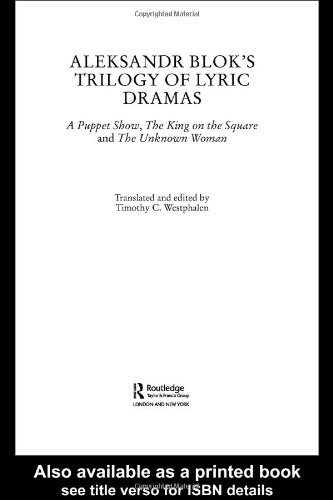 Copyrighted Material
ALEKSANDR BLOK'S
TRILOGY OF LYRIC
DRAMAS
A Puppet Show, The King on the Square
and The Unknown Woman
Translated and edited by
Timothy C. Westphalen
R
Routledge
Taylor & Francis Group
LONDON AND NEW YORK
Copyrighted Material
Also available as a printed book
see title verso for ISBN details